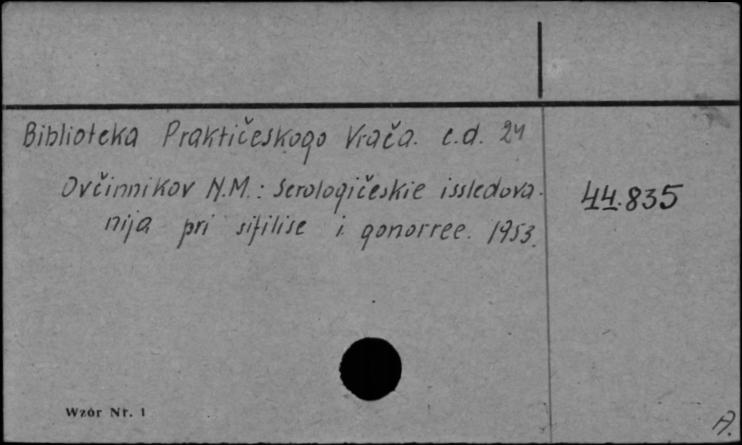 Biblioteka Praktičeskogo Vrača. c.d. 24
Ovčinnikov N.M.: Serologičeskie issledova-
nija pri sifilise i gonorree. 1953.
44.835
Wzór Nr. 1
A.